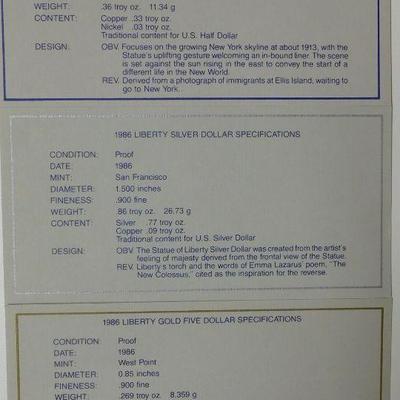 WEIGHT: .36 troy oz. 11.34 g
CONTENT: Copper .33 troy oz.
Nickel .03 troy oz.
Traditional content for U.S. Half Dollar
DESIGN: OBV. Focuses on the growing New York skyline at about 1913, with the
Statue's uplifting gesture welcoming an in-bound liner. The scene
is set against the sun rising in the east to convey the start of a
different life in the New World.
REV. Derived from a photograph of immigrants at Ellis Island, waiting to
go to New York.
1986 LIBERTY SILVER DOLLAR SPECIFICATIONS
CONDITION: Proof
DATE: 1986
MINT: San Francisco
DIAMETER: 1.500 inches
FINENESS: .900 fine
WEIGHT: .86 troy oz. 26.73 g
CONTENT: Silver .77 troy oz.
Copper .09 troy oz.
Traditional content for U.S. Silver Dollar
DESIGN: OBV. The Statue of Liberty Silver Dollar was created from the artist's
feeling of majesty derived from the frontal view of the Statue.
REV. Liberty's torch and the words of Emma Lazarus' poem, "The
New Colossus," cited as the inspiration for the reverse.
1986 LIBERTY GOLD FIVE DOLLAR SPECIFICATIONS
CONDITION: Proof
DATE: 1986
MINT: West Point
DIAMETER: 0.85 inches
FINENESS: .900 fine
WEIGHT: .269 troy oz. 8.359 g